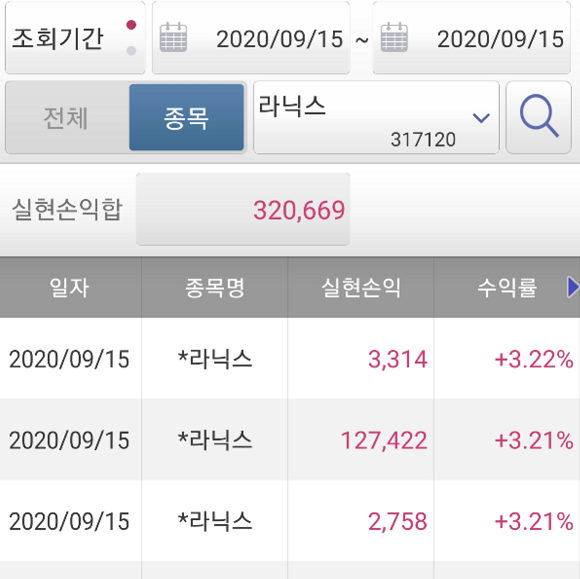 조회기간 2020/09/15 ~ 2020/09/15
전체 종목 라닉스 317120
실현손익합 320,669
일자 종목명 실현손익 수익률
2020/09/15 *라닉스 3,314 +3.22%
2020/09/15 *라닉스 127,422 +3.21%
2020/09/15 *라닉스 2,758 +3.21%